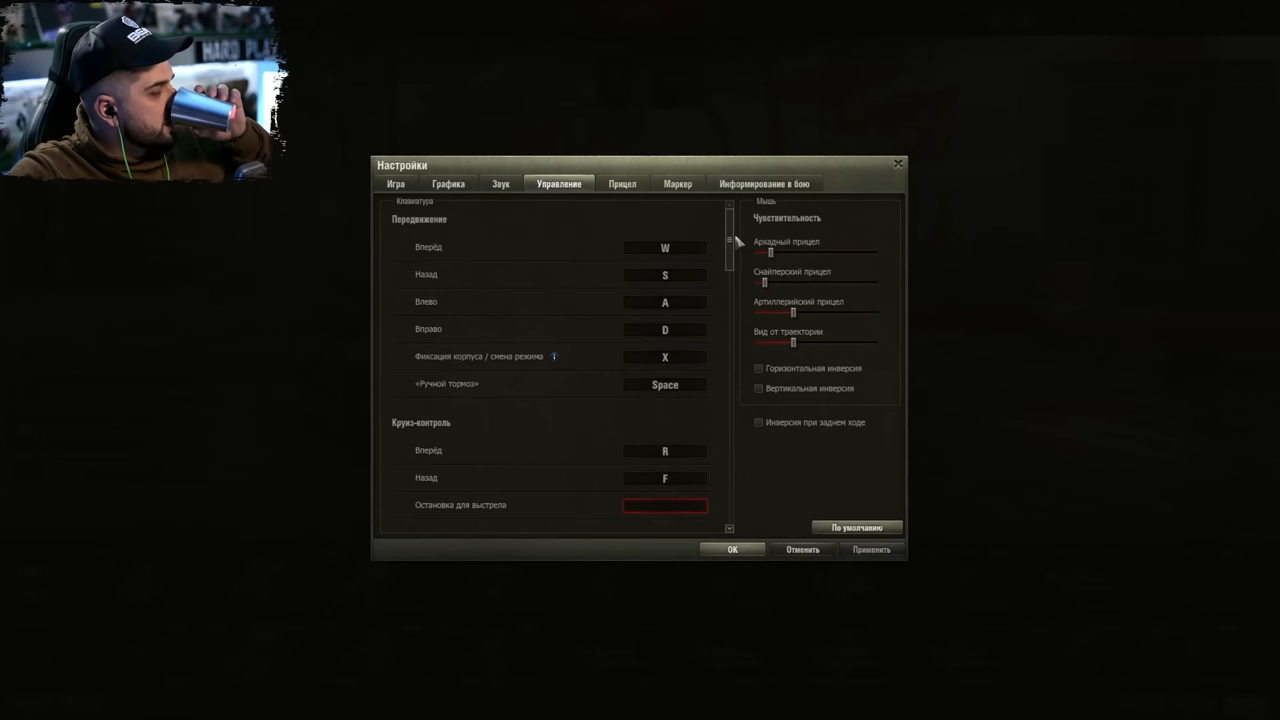 HARD PLA
Настройки
Игра
Графика
Звук
Управление
Прицел
Маркер
Информирование в бою
Клавиатура
Передвижение
Вперёд W
Назад S
Влево A
Вправо D
Фиксация корпуса / смена режима X
«Ручной тормоз» Space
Круиз-контроль
Вперёд R
Назад F
Остановка для выстрела
Мышь
Чувствительность
Аркадный прицел
Снайперский прицел
Артиллерийский прицел
Вид от траектории
Горизонтальная инверсия
Вертикальная инверсия
Инверсия при заднем ходе
По умолчанию
OK
Отменить
Применить